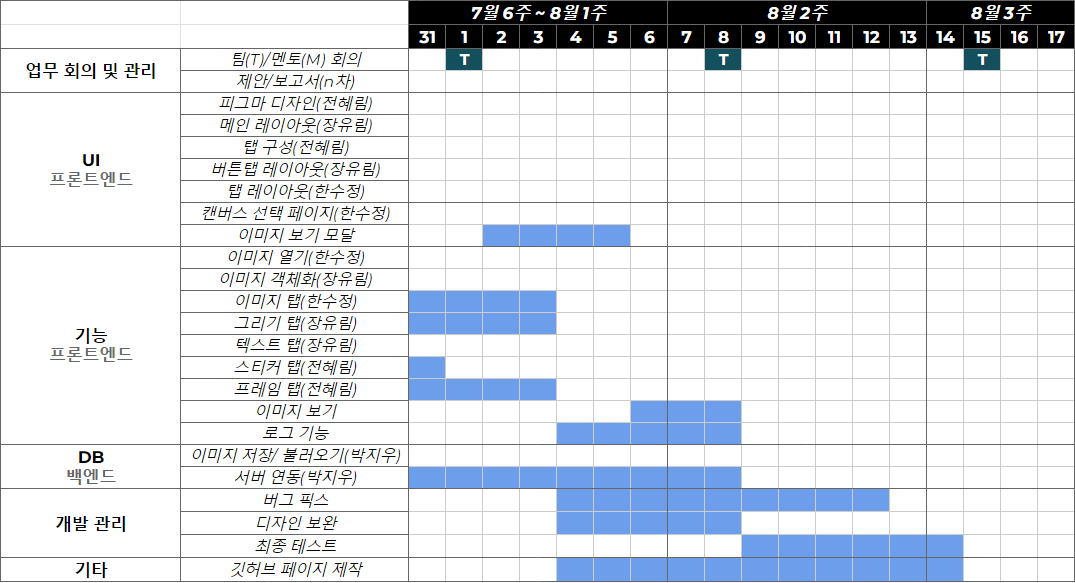 7월 6주 ~ 8월 1주 8월 2주 8월 3주
31 1 2 3 4 5 6 7 8 9 10 11 12 13 14 15 16 17
업무 회의 및 관리
팀(T)/멘토(M) 회의 T T T
제안/보고서(n차)
UI
프론트엔드
피그마 디자인(전혜림)
메인 레이아웃(장유림)
탭 구성(전혜림)
버튼탭 레이아웃(장유림)
탭 레이아웃(한수정)
캔버스 선택 페이지(한수정)
이미지 보기 모달
기능
프론트엔드
이미지 열기(한수정)
이미지 객체화(장유림)
이미지 탭(한수정)
그리기 탭(장유림)
텍스트 탭(장유림)
스티커 탭(전혜림)
프레임 탭(전혜림)
이미지 보기
로그 기능
DB
백엔드
이미지 저장/ 불러오기(박지우)
서버 연동(박지우)
개발 관리
버그 픽스
디자인 보완
최종 테스트
기타
깃허브 페이지 제작